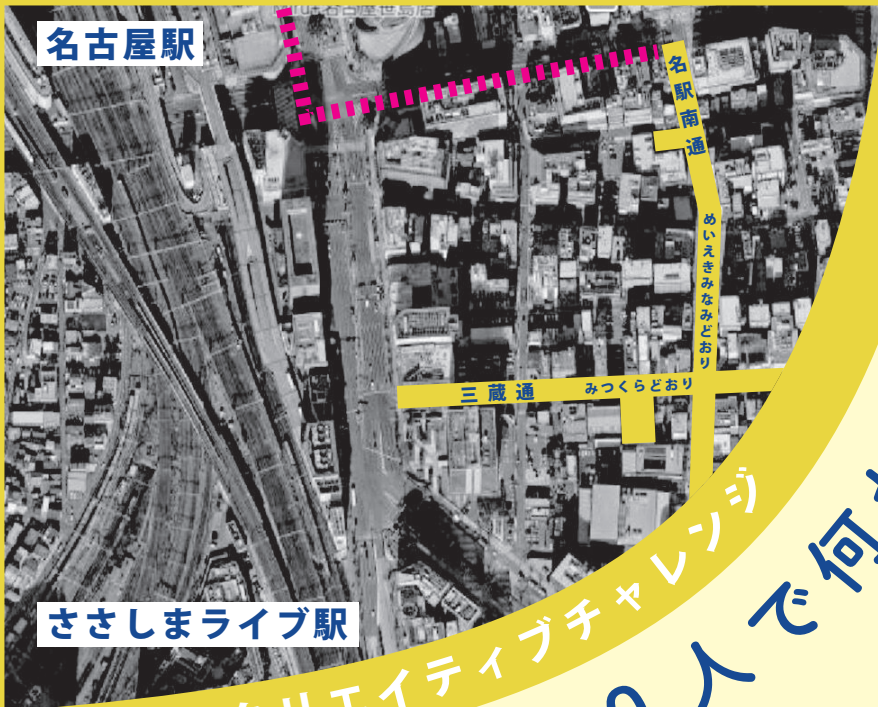 名古屋駅
名駅南通
めいえきみなみどおり
三蔵通 みつくらどおり
ささしまライブ駅
クリエイティブチャレンジ
人で何